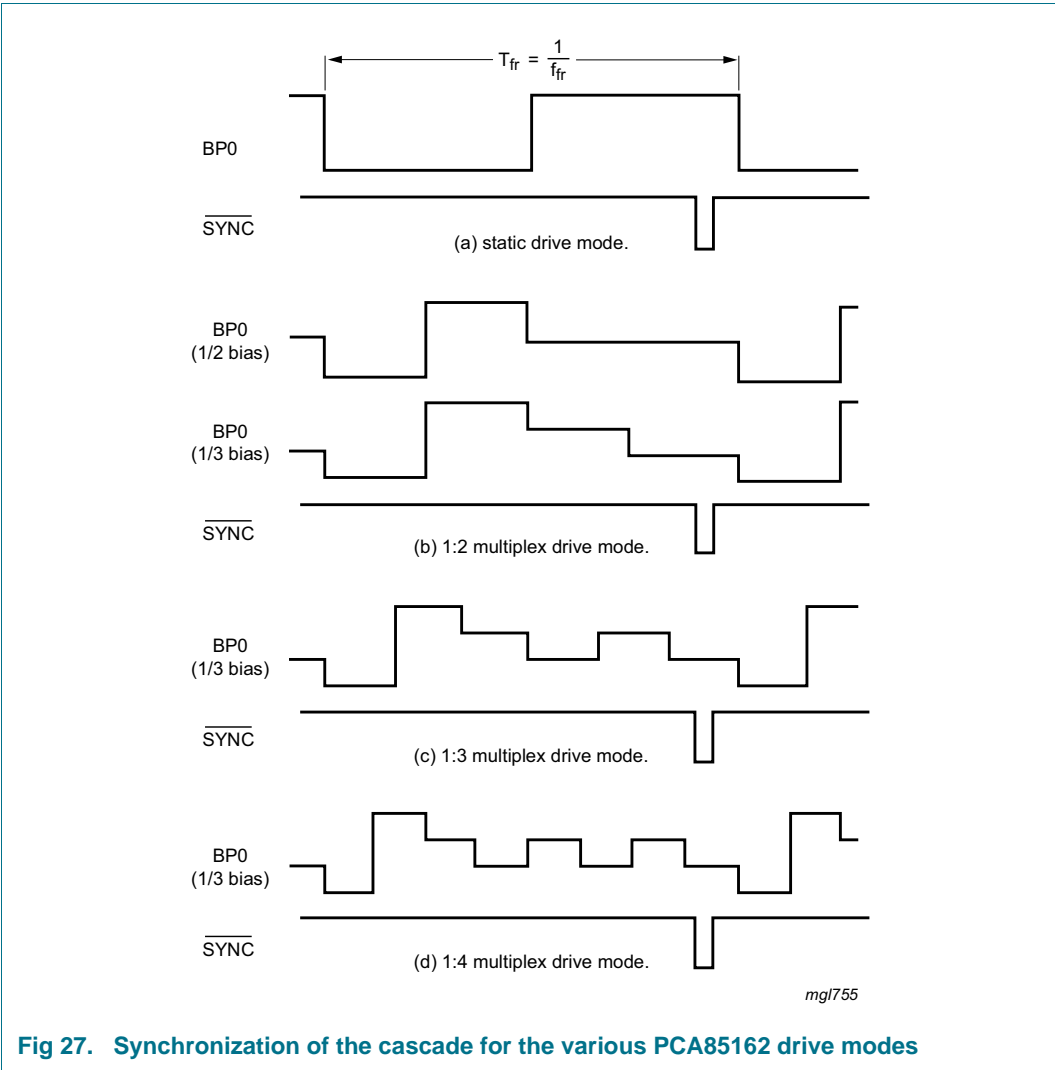 Tfr = 1
ffr
BP0
SYNC
(a) static drive mode.
BP0
(1/2 bias)
BP0
(1/3 bias)
SYNC
(b) 1:2 multiplex drive mode.
BP0
(1/3 bias)
SYNC
(c) 1:3 multiplex drive mode.
BP0
(1/3 bias)
SYNC
(d) 1:4 multiplex drive mode.
mgl755
Fig 27. Synchronization of the cascade for the various PCA85162 drive modes